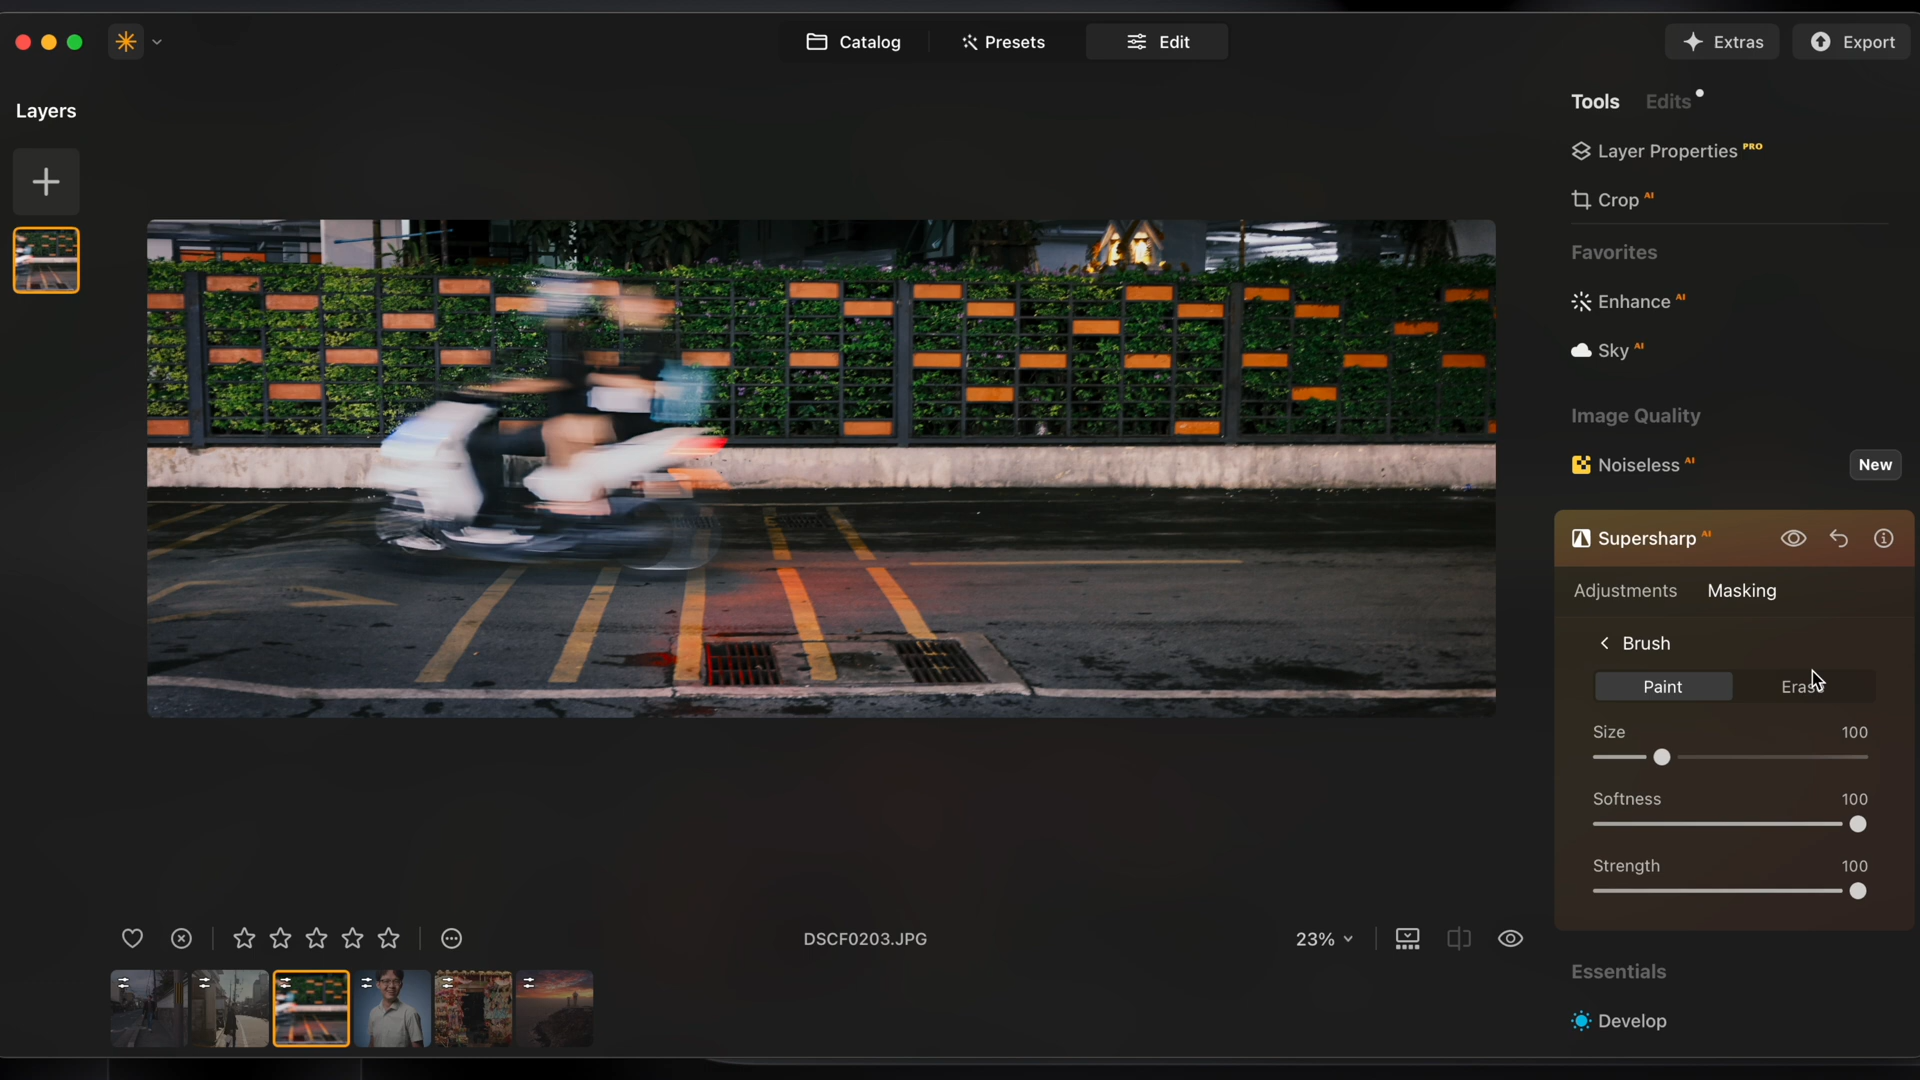 Catalog
Presets
Edit
Extras
Export
Layers
Tools
Edits
Layer Properties PRO
Crop AI
Favorites
Enhance AI
Sky AI
Image Quality
Noiseless AI
New
Supersharp AI
Adjustments
Masking
Brush
Paint
Size
100
Softness
100
Strength
100
DSCF0203.JPG
23%
Essentials
Develop